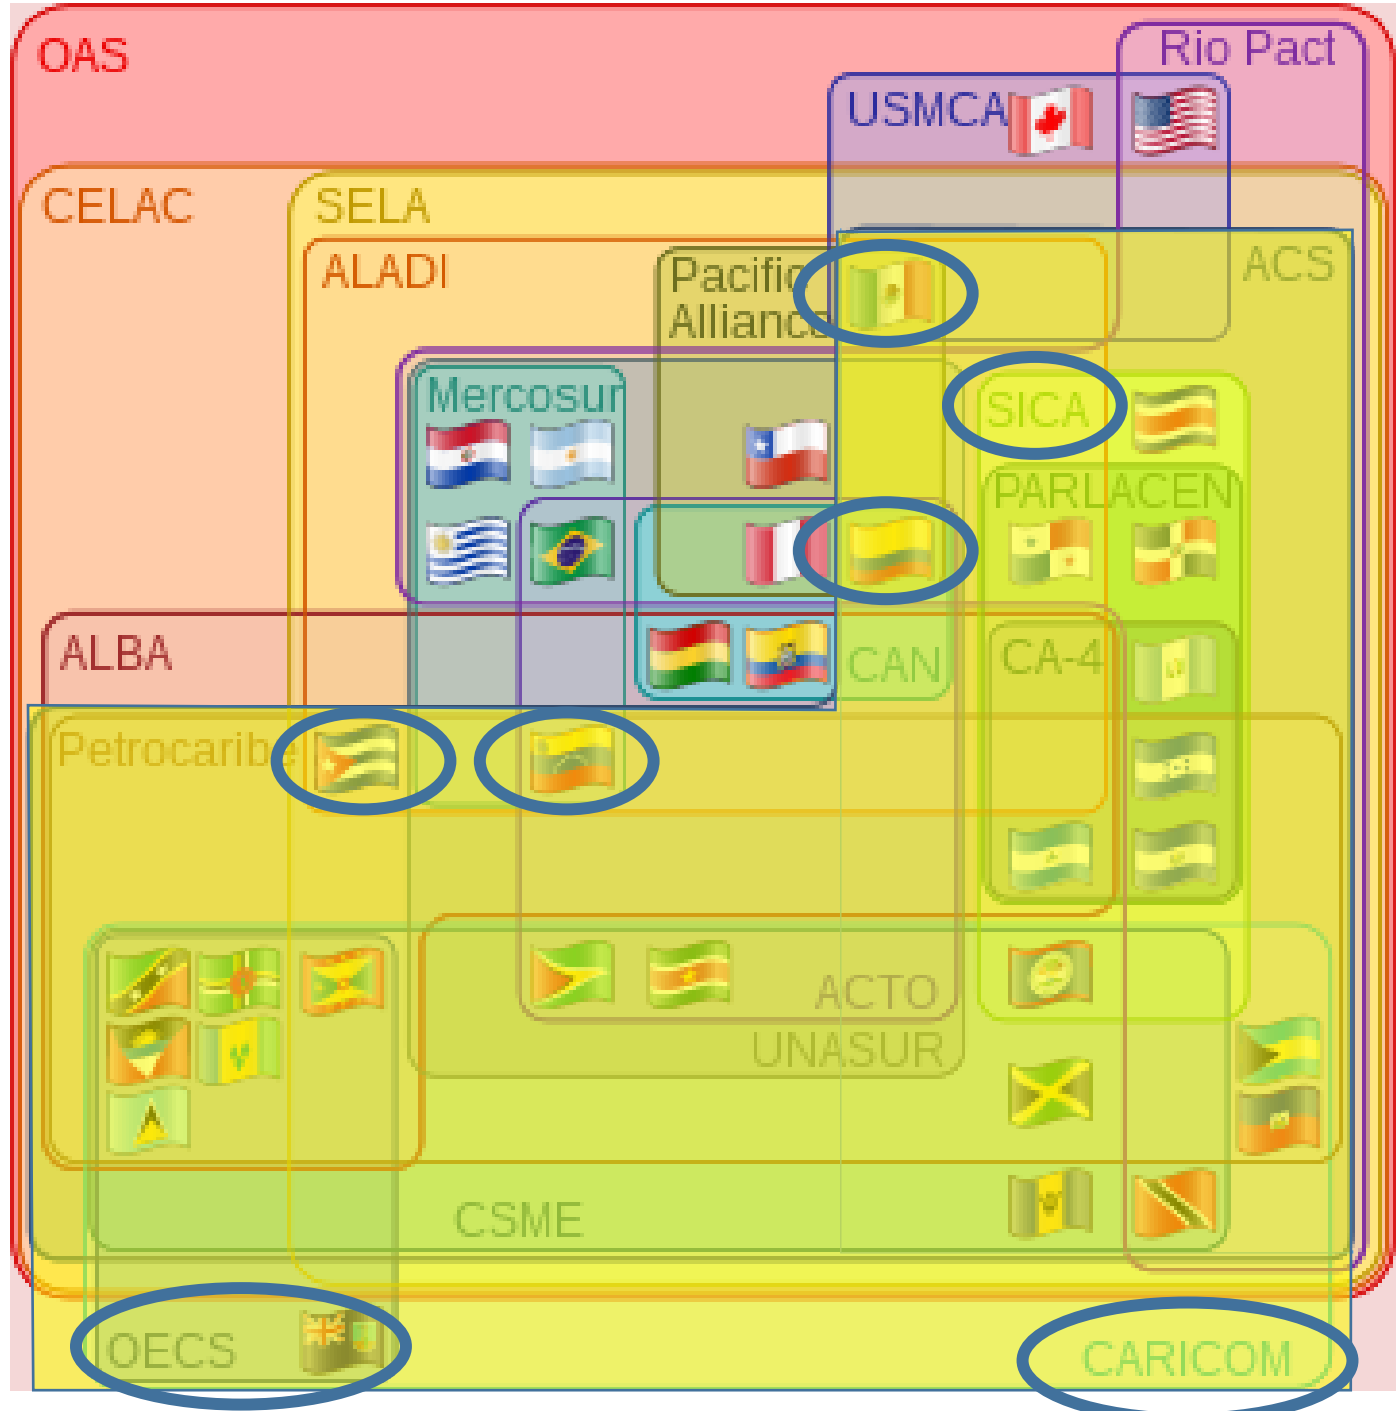 OAS
Rio Pact
USMCA
CELAC
SELA
ACS
ALADI
Pacific
Alliance
Mercosur
SICA
PARLACEN
ALBA
CAN
CA-4
Petrocaribe
ACTO
UNASUR
CSME
OECS
CARICOM